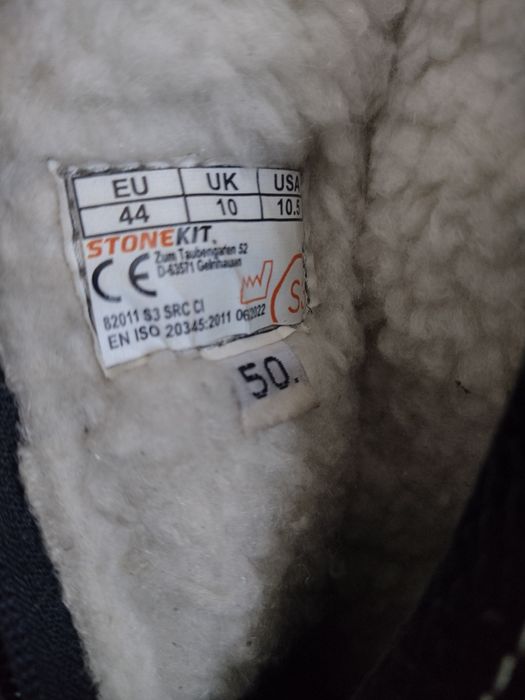 EU UK USA
44 10 10.5
STONEKIT.
Zum Taubengarten 52
D-63571 Gelnhausen
CE
82011 S3 SRC CI
EN ISO 20345:2011 06/2022
50.